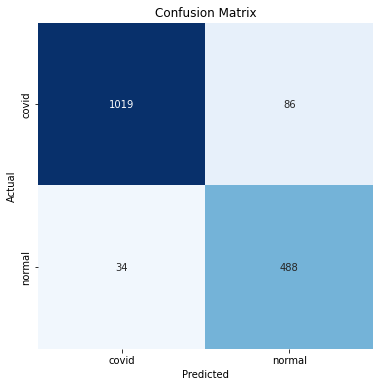 Confusion Matrix
covid
1019
86
Actual
normal
34
488
covid
normal
Predicted